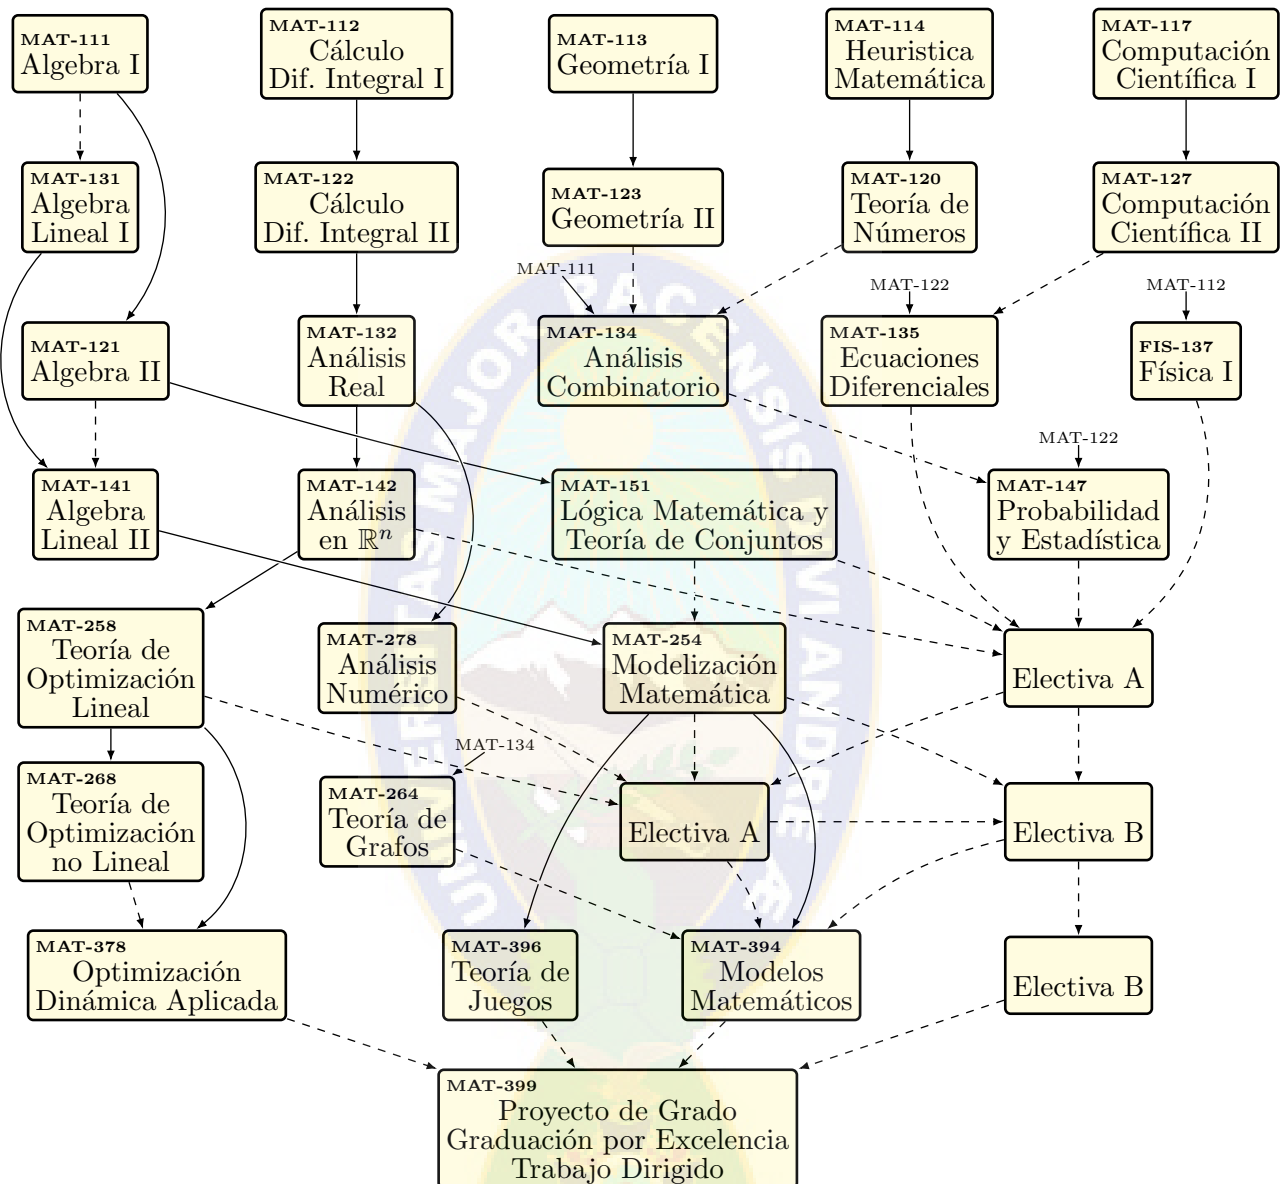 MAT-111
Algebra I
MAT-112
Cálculo
Dif. Integral I
MAT-113
Geometría I
MAT-114
Heuristica
Matemática
MAT-117
Computación
Científica I
MAT-131
Algebra
Lineal I
MAT-122
Cálculo
Dif. Integral II
MAT-123
Geometría II
MAT-120
Teoría de
Números
MAT-127
Computación
Científica II
MAT-111
MAT-122
MAT-112
MAT-121
Algebra II
MAT-132
Análisis
Real
MAT-134
Análisis
Combinatorio
MAT-135
Ecuaciones
Diferenciales
FIS-137
Física I
MAT-122
MAT-141
Algebra
Lineal II
MAT-142
Análisis
en ℝⁿ
MAT-151
Lógica Matemática y
Teoría de Conjuntos
MAT-147
Probabilidad
y Estadística
MAT-258
Teoría de
Optimización
Lineal
MAT-278
Análisis
Numérico
MAT-254
Modelización
Matemática
Electiva A
MAT-134
MAT-268
Teoría de
Optimización
no Lineal
MAT-264
Teoría de
Grafos
Electiva A
Electiva B
MAT-378
Optimización
Dinámica Aplicada
MAT-396
Teoría de
Juegos
MAT-394
Modelos
Matemáticos
Electiva B
MAT-399
Proyecto de Grado
Graduación por Excelencia
Trabajo Dirigido
UNIVERSITAS MAJOR PACENSIS DIVI ANDRE Æ